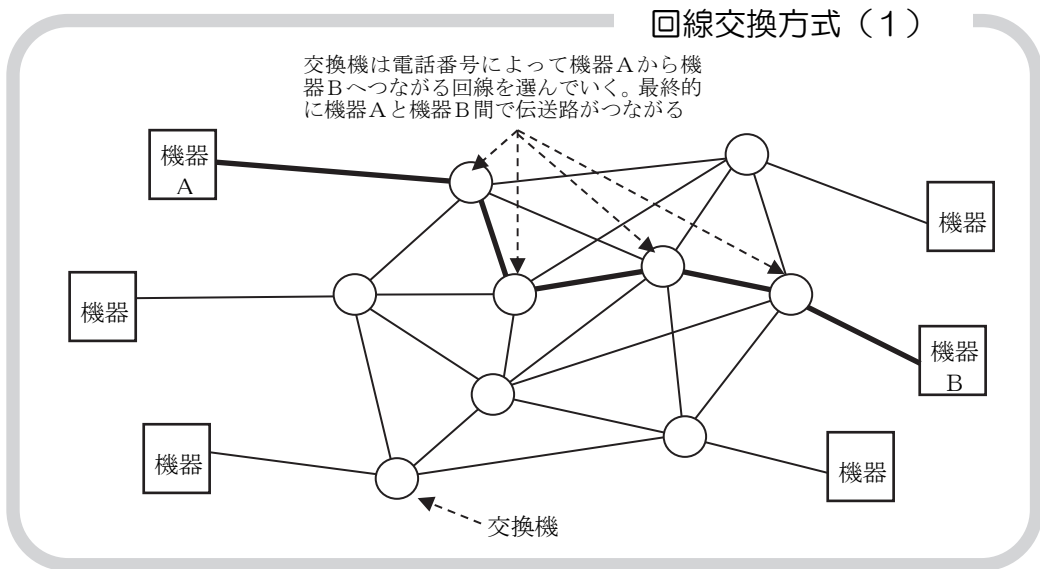 回線交換方式（１）
交換機は電話番号によって機器Ａから機
器Ｂへつながる回線を選んでいく。最終的
に機器Ａと機器Ｂ間で伝送路がつながる
機器
Ａ
機器
機器
機器
Ｂ
機器
機器
交換機